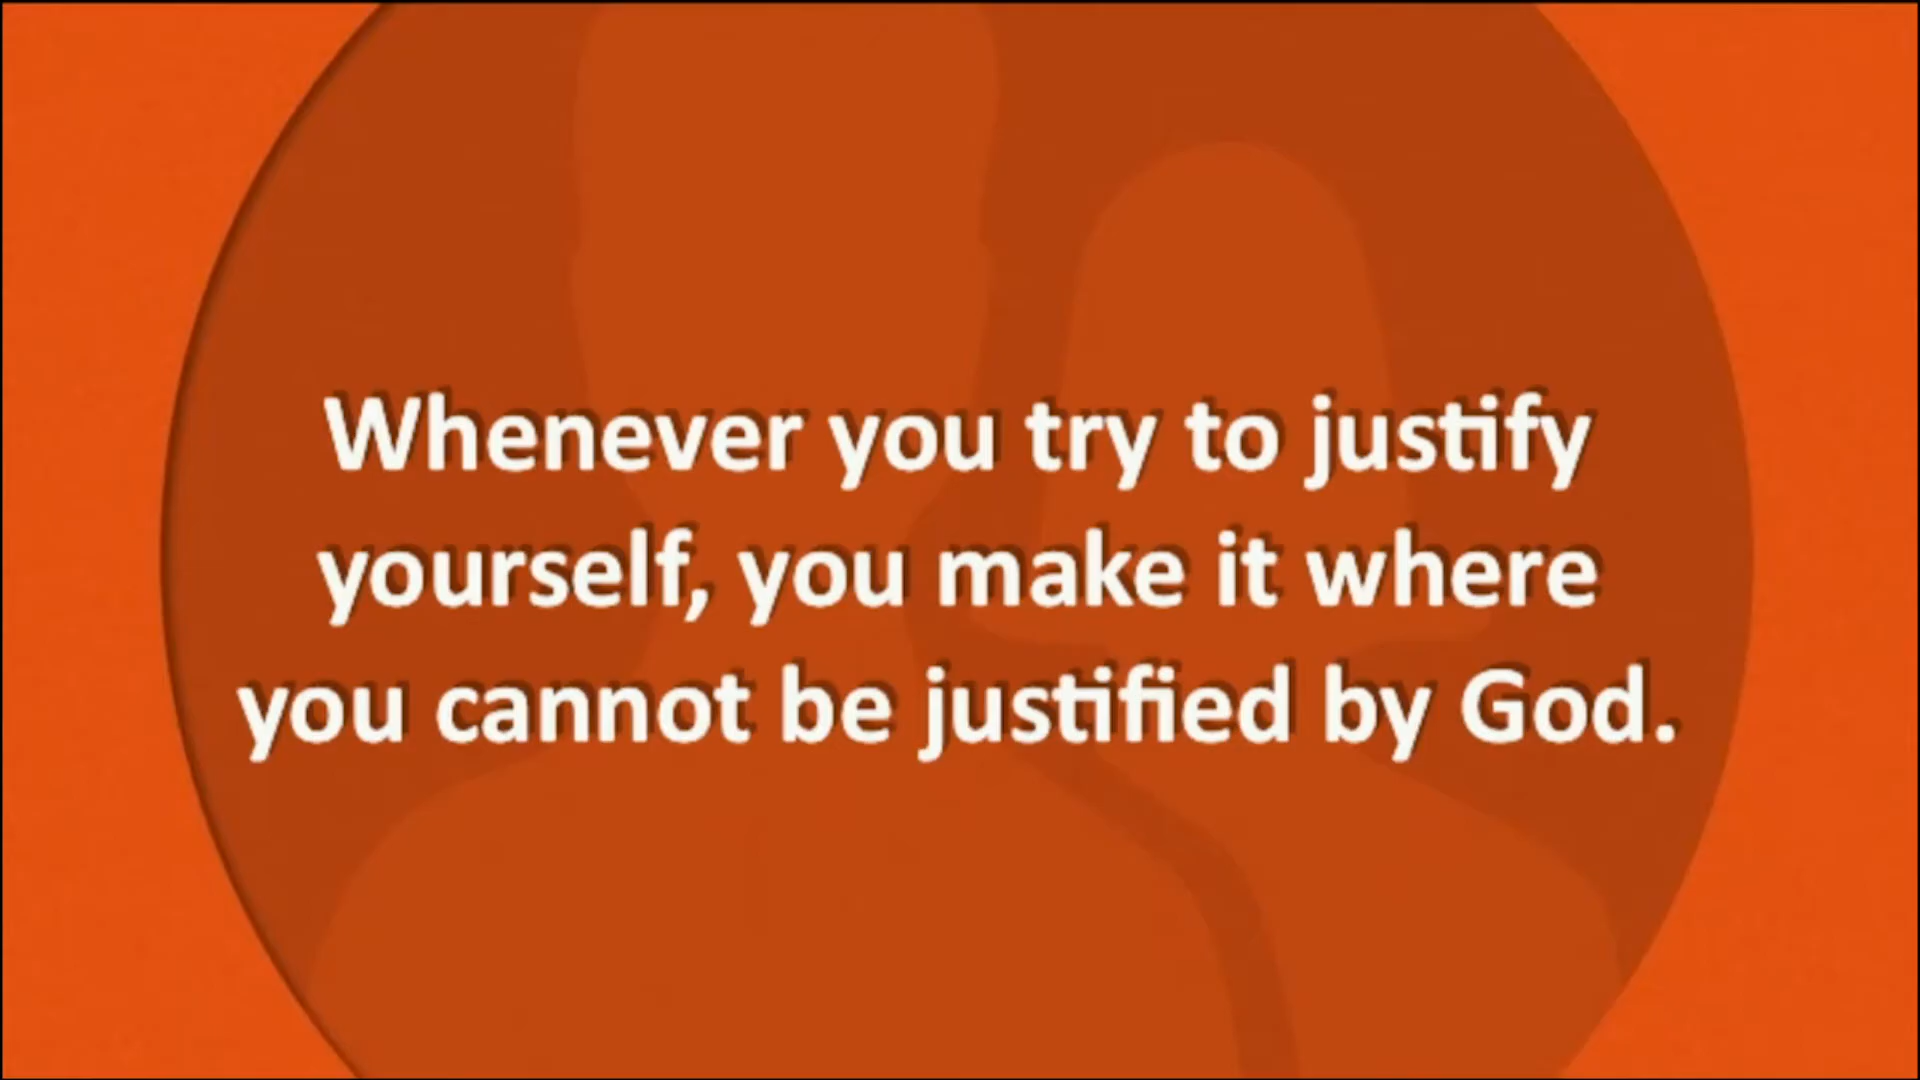 Whenever you try to justify
yourself, you make it where
you cannot be justified by God.